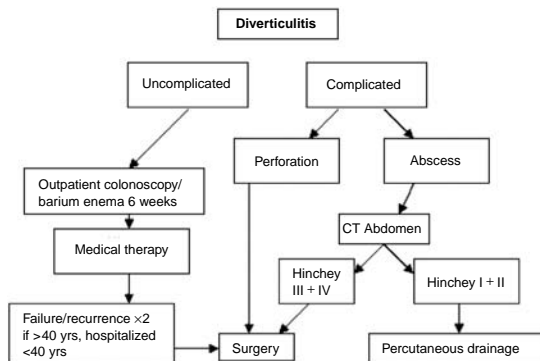 Diverticulitis
Uncomplicated
Complicated
Perforation
Abscess
Outpatient colonoscopy/
barium enema 6 weeks
CT Abdomen
Medical therapy
Hinchey
III + IV
Hinchey I + II
Failure/recurrence ×2
if >40 yrs, hospitalized
<40 yrs
Surgery
Percutaneous drainage